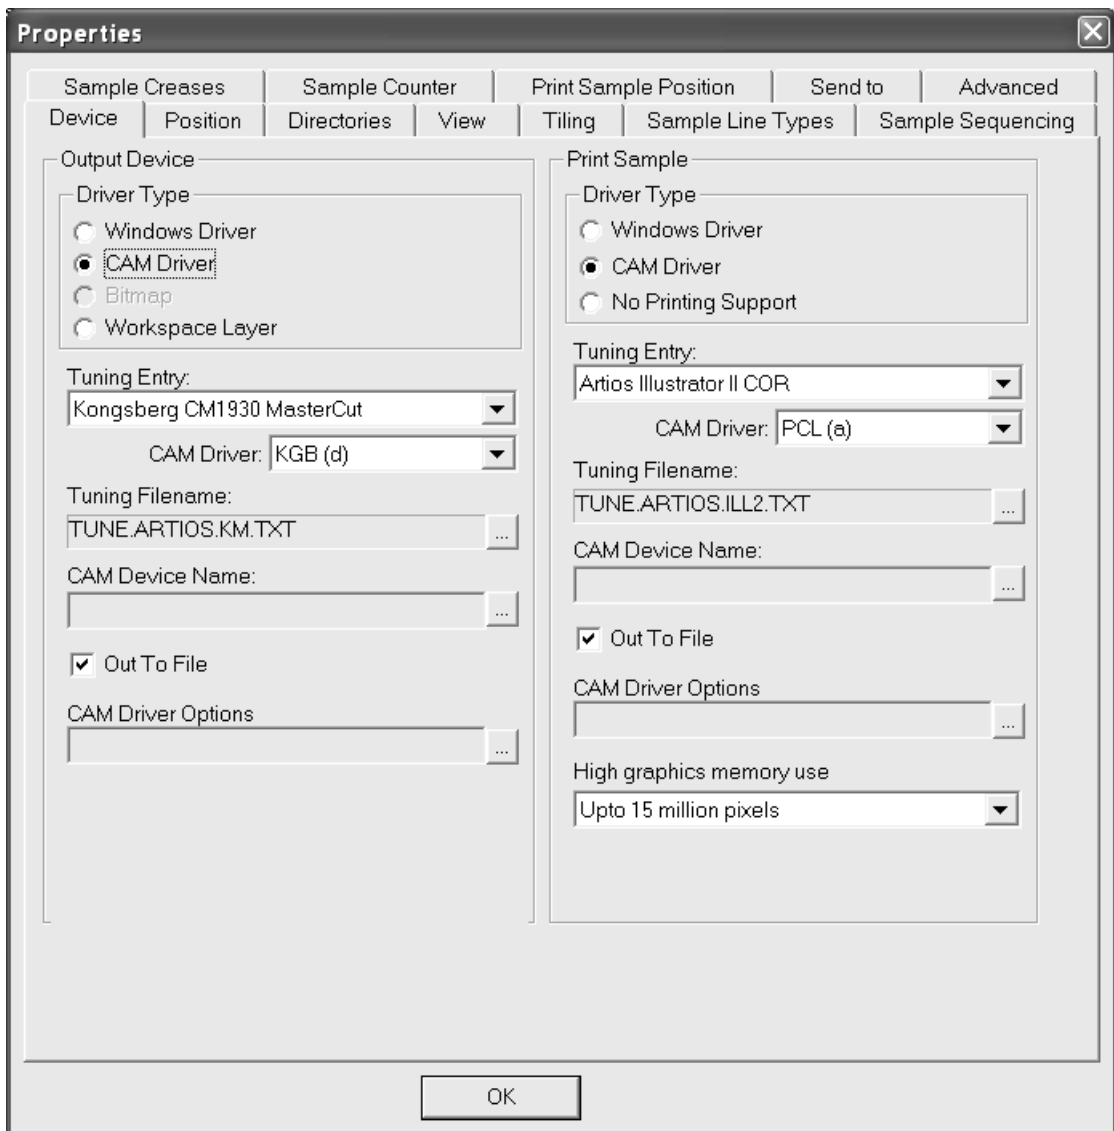 Properties
Sample Creases Sample Counter Print Sample Position Send to Advanced
Device Position Directories View Tiling Sample Line Types Sample Sequencing
Output Device
Driver Type
Windows Driver
CAM Driver
Bitmap
Workspace Layer
Tuning Entry:
Kongsberg CM1930 MasterCut
CAM Driver: KGB (d)
Tuning Filename:
TUNE.ARTIOS.KM.TXT ...
CAM Device Name:
...
Out To File
CAM Driver Options
...
Print Sample
Driver Type
Windows Driver
CAM Driver
No Printing Support
Tuning Entry:
Artios Illustrator II COR
CAM Driver: PCL (a)
Tuning Filename:
TUNE.ARTIOS.ILL2.TXT ...
CAM Device Name:
...
Out To File
CAM Driver Options
...
High graphics memory use
Upto 15 million pixels
OK